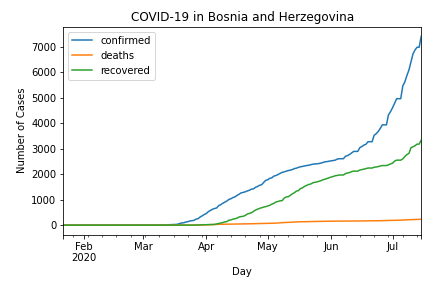 COVID-19 in Bosnia and Herzegovina
confirmed
deaths
recovered
Number of Cases
7000
6000
5000
4000
3000
2000
1000
0
Feb
2020
Mar
Apr
May
Jun
Jul
Day